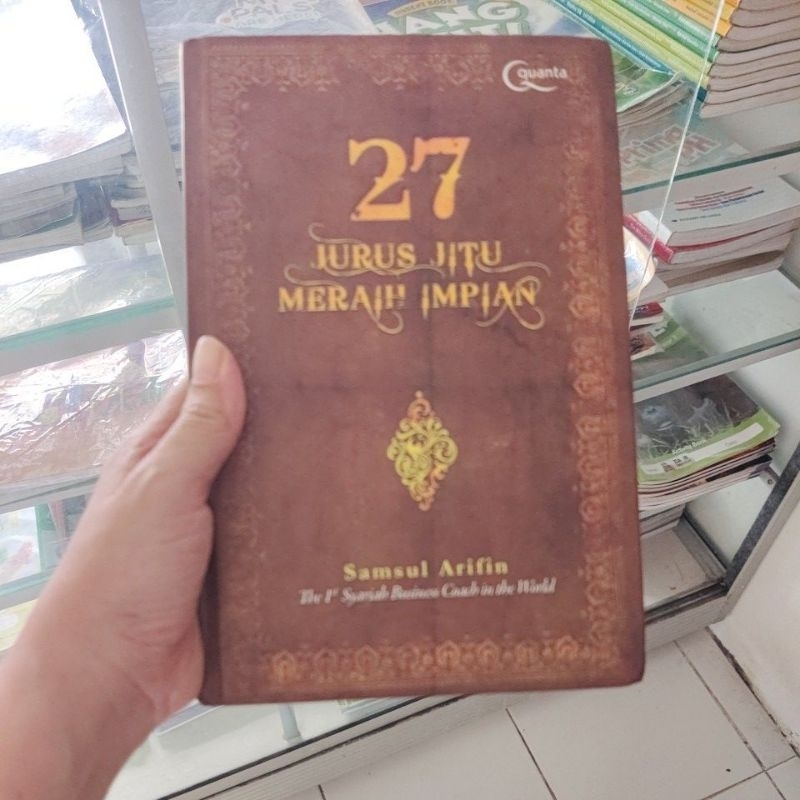 quanta
27
JURUS JITU
MERAIH IMPIAN
Samsul Arifin
The 1st Syariah Business Coach in the World